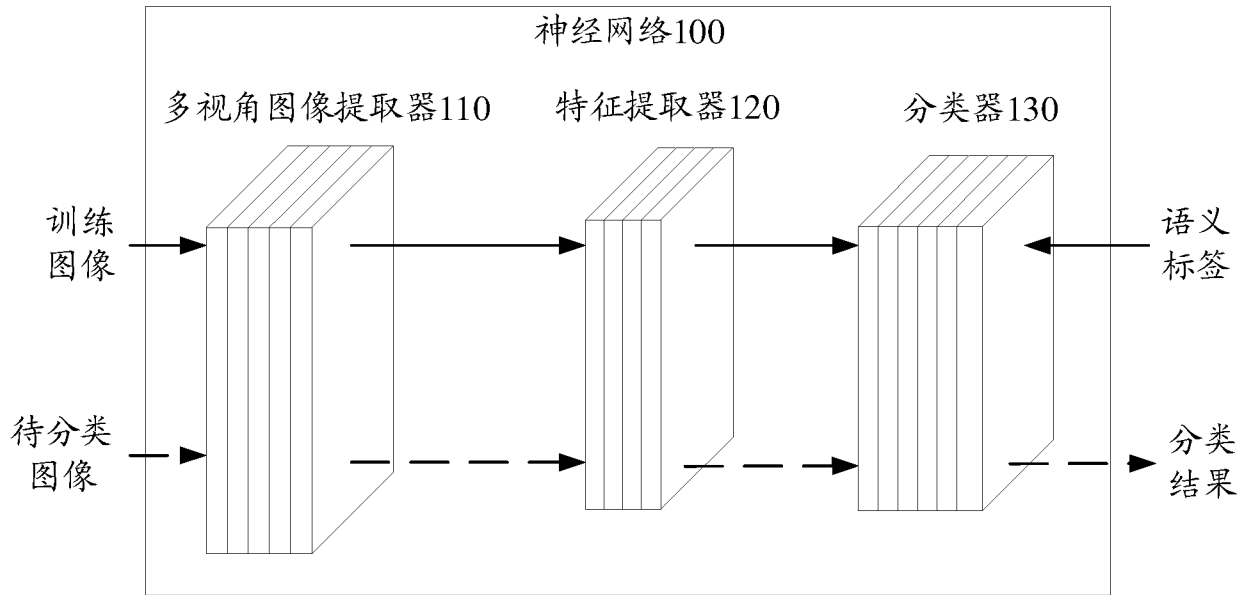 神经网络100
多视角图像提取器110
特征提取器120
分类器130
训练
图像
语义
标签
待分类
图像
分类
结果